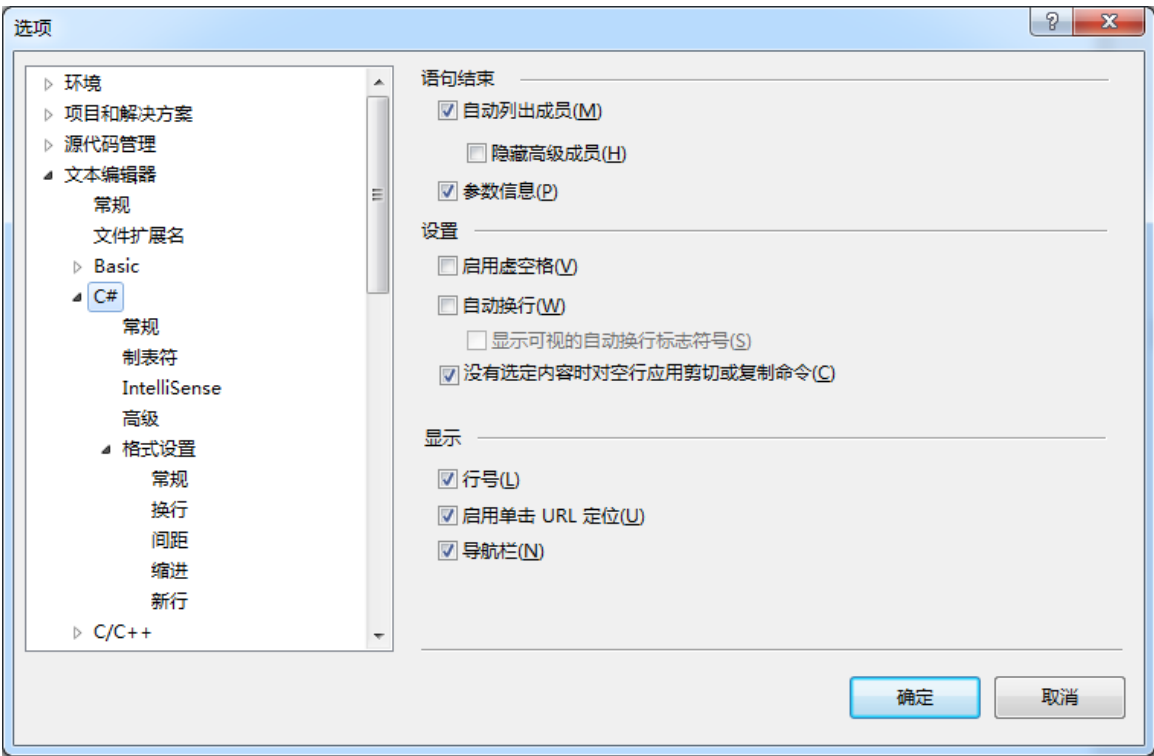 选项
环境
项目和解决方案
源代码管理
文本编辑器
常规
文件扩展名
Basic
C#
常规
制表符
IntelliSense
高级
格式设置
常规
换行
间距
缩进
新行
C/C++
语句结束
自动列出成员(M)
隐藏高级成员(H)
参数信息(P)
设置
启用虚空格(V)
自动换行(W)
显示可视的自动换行标志符号(S)
没有选定内容时对空行应用剪切或复制命令(C)
显示
行号(L)
启用单击 URL 定位(U)
导航栏(N)
确定
取消